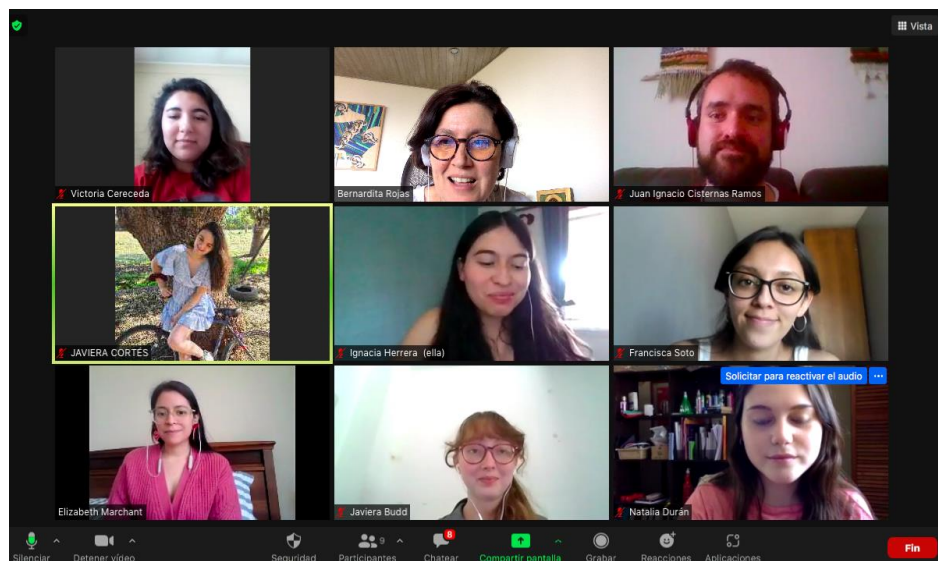 Vista
Victoria Cereceda
Bernardita Rojas
Juan Ignacio Cisternas Ramos
JAVIERA CORTÉS
Ignacia Herrera (ella)
Francisca Soto
Solicitar para reactivar el audio ...
Elizabeth Marchant
Javiera Budd
Natalia Durán
8
9
Silenciar
Detener vídeo
Seguridad
Participantes
Chatear
Compartir pantalla
Grabar
Reacciones
Aplicaciones
Fin